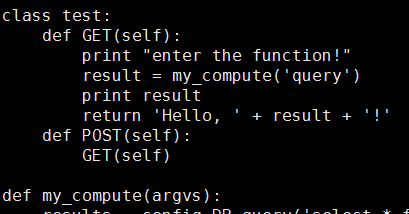 class test:
    def GET(self):
        print "enter the function!"
        result = my_compute('query')
        print result
        return 'Hello, ' + result + '!'
    def POST(self):
        GET(self)

def my_compute(argvs):
    results = config.DB.query('select * f